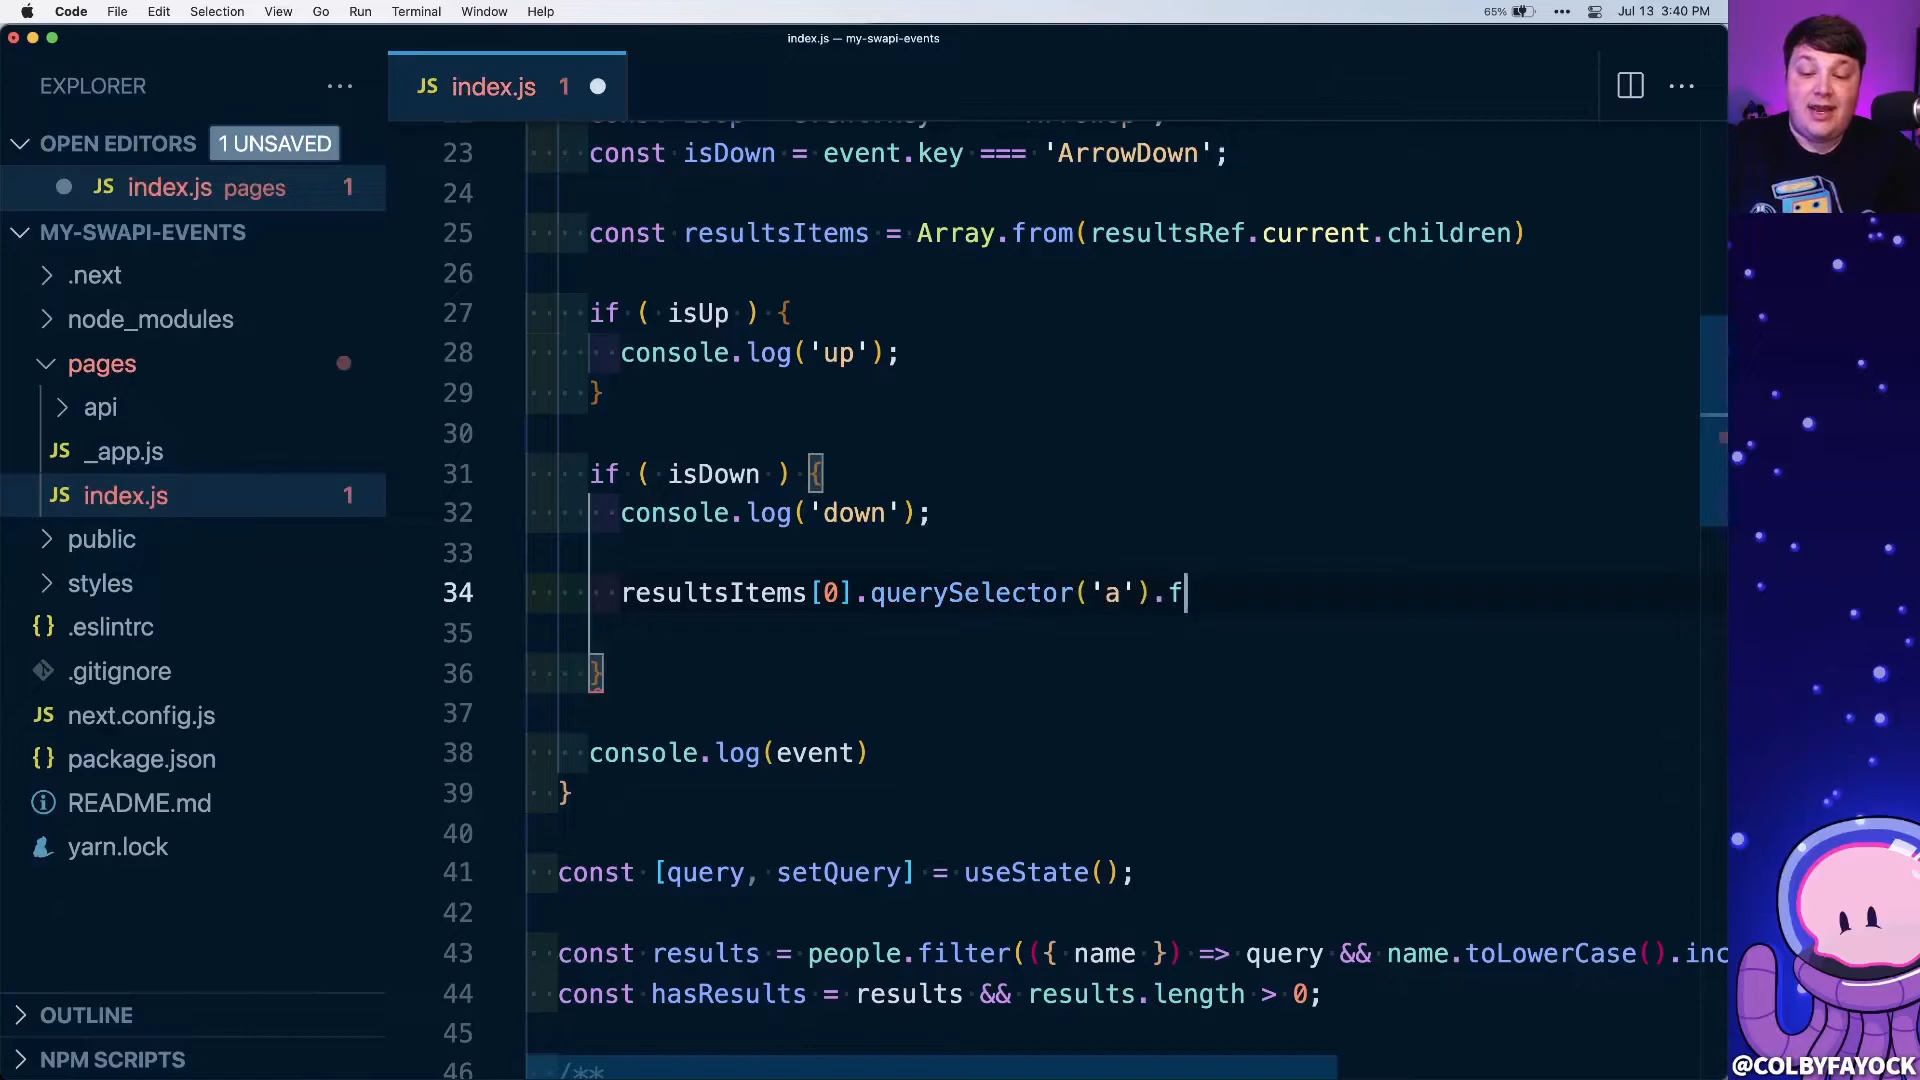 Code File Edit Selection View Go Run Terminal Window Help 65% Jul 13 3:40 PM
index.js — my-swapi-events
EXPLORER
JS index.js 1
OPEN EDITORS 1 UNSAVED
JS index.js pages 1
MY-SWAPI-EVENTS
.next
node_modules
pages
api
JS _app.js
JS index.js 1
public
styles
{} .eslintrc
.gitignore
JS next.config.js
{} package.json
README.md
yarn.lock
OUTLINE
NPM SCRIPTS
23 const isDown = event.key === 'ArrowDown';
24
25 const resultsItems = Array.from(resultsRef.current.children)
26
27 if ( isUp ) {
28 console.log('up');
29 }
30
31 if ( isDown ) {
32 console.log('down');
33
34 resultsItems[0].querySelector('a').f
35
36 }
37
38 console.log(event)
39 }
40
41 const [query, setQuery] = useState();
42
43 const results = people.filter(({ name }) => query && name.toLowerCase().inc
44 const hasResults = results && results.length > 0;
45
46 /**
@COLBYFAYOCK